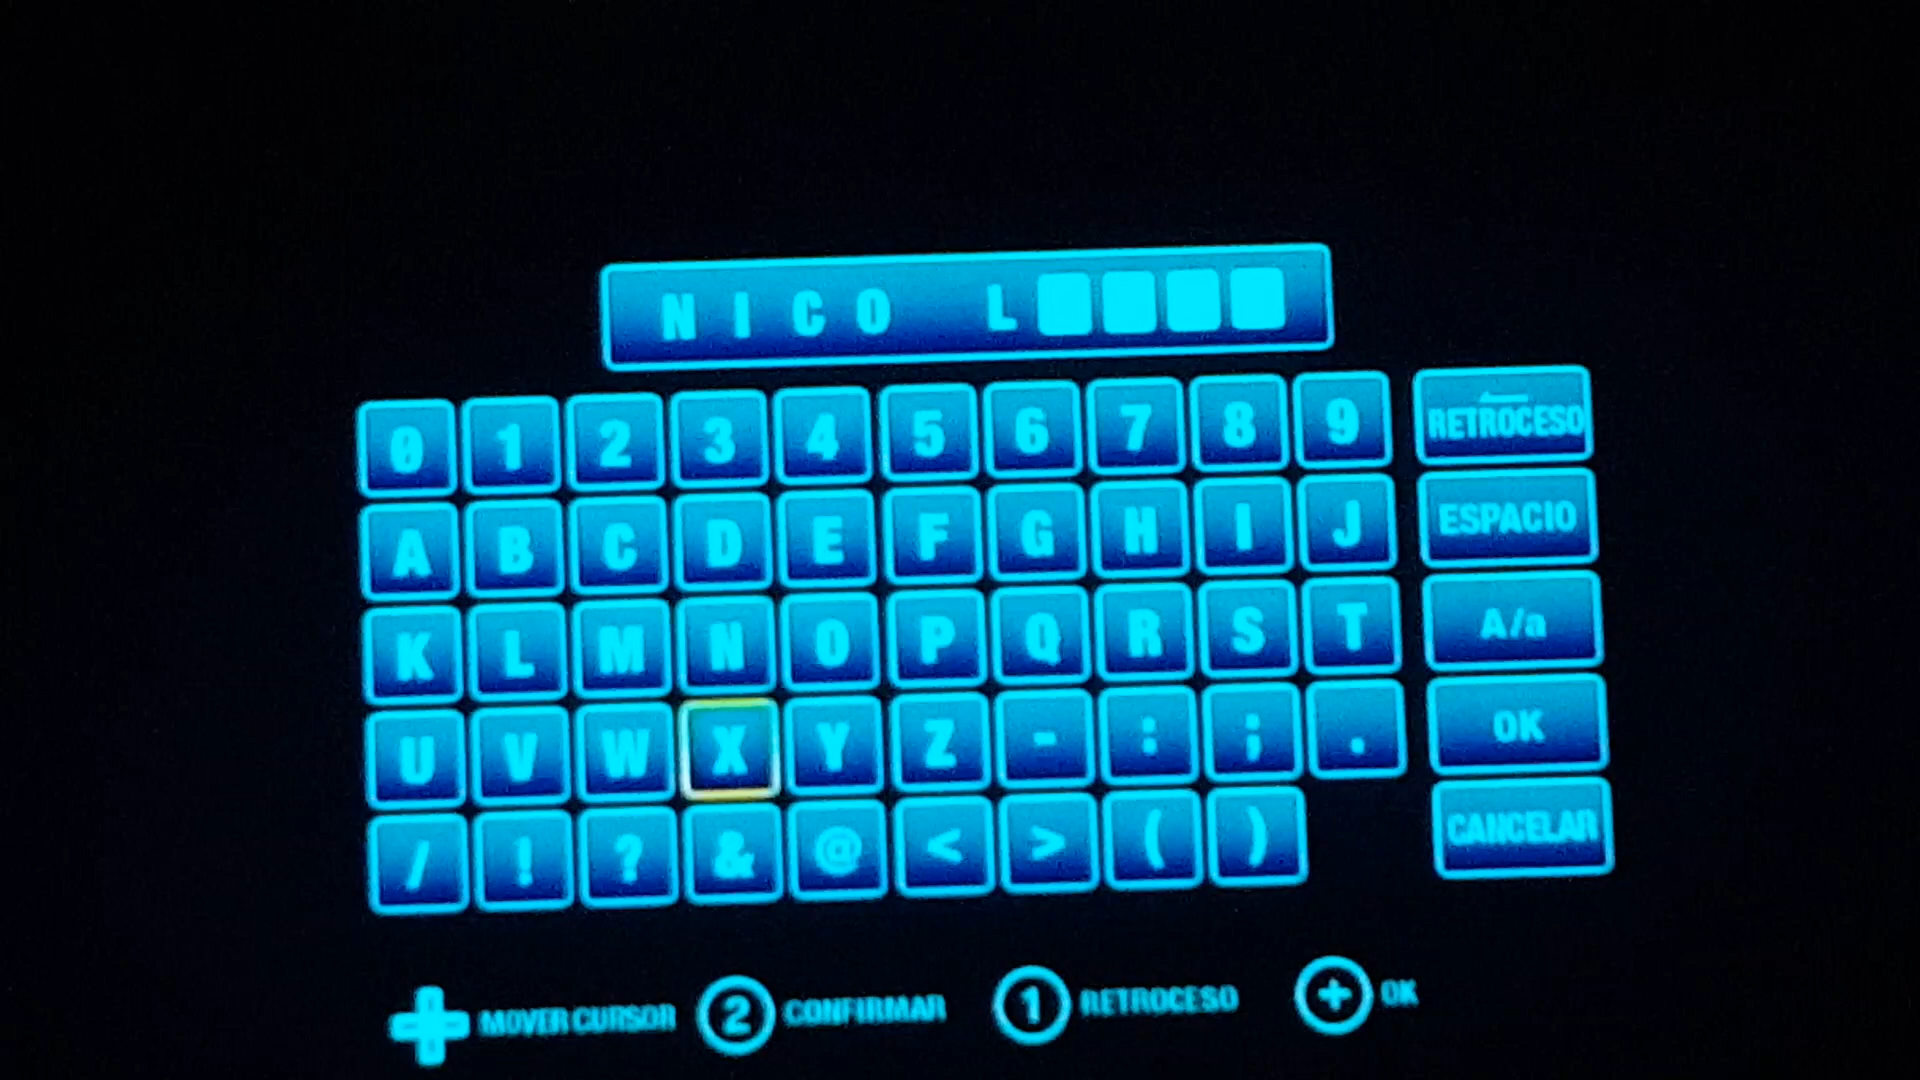 NICO L
0 1 2 3 4 5 6 7 8 9 RETROCESO
A B C D E F G H I J ESPACIO
K L M N O P Q R S T A/a
U V W X Y Z - : ; . OK
/ ! ? & @ < > ( ) CANCELAR
MOVER CURSOR 2 CONFIRMAR 1 RETROCESO + OK